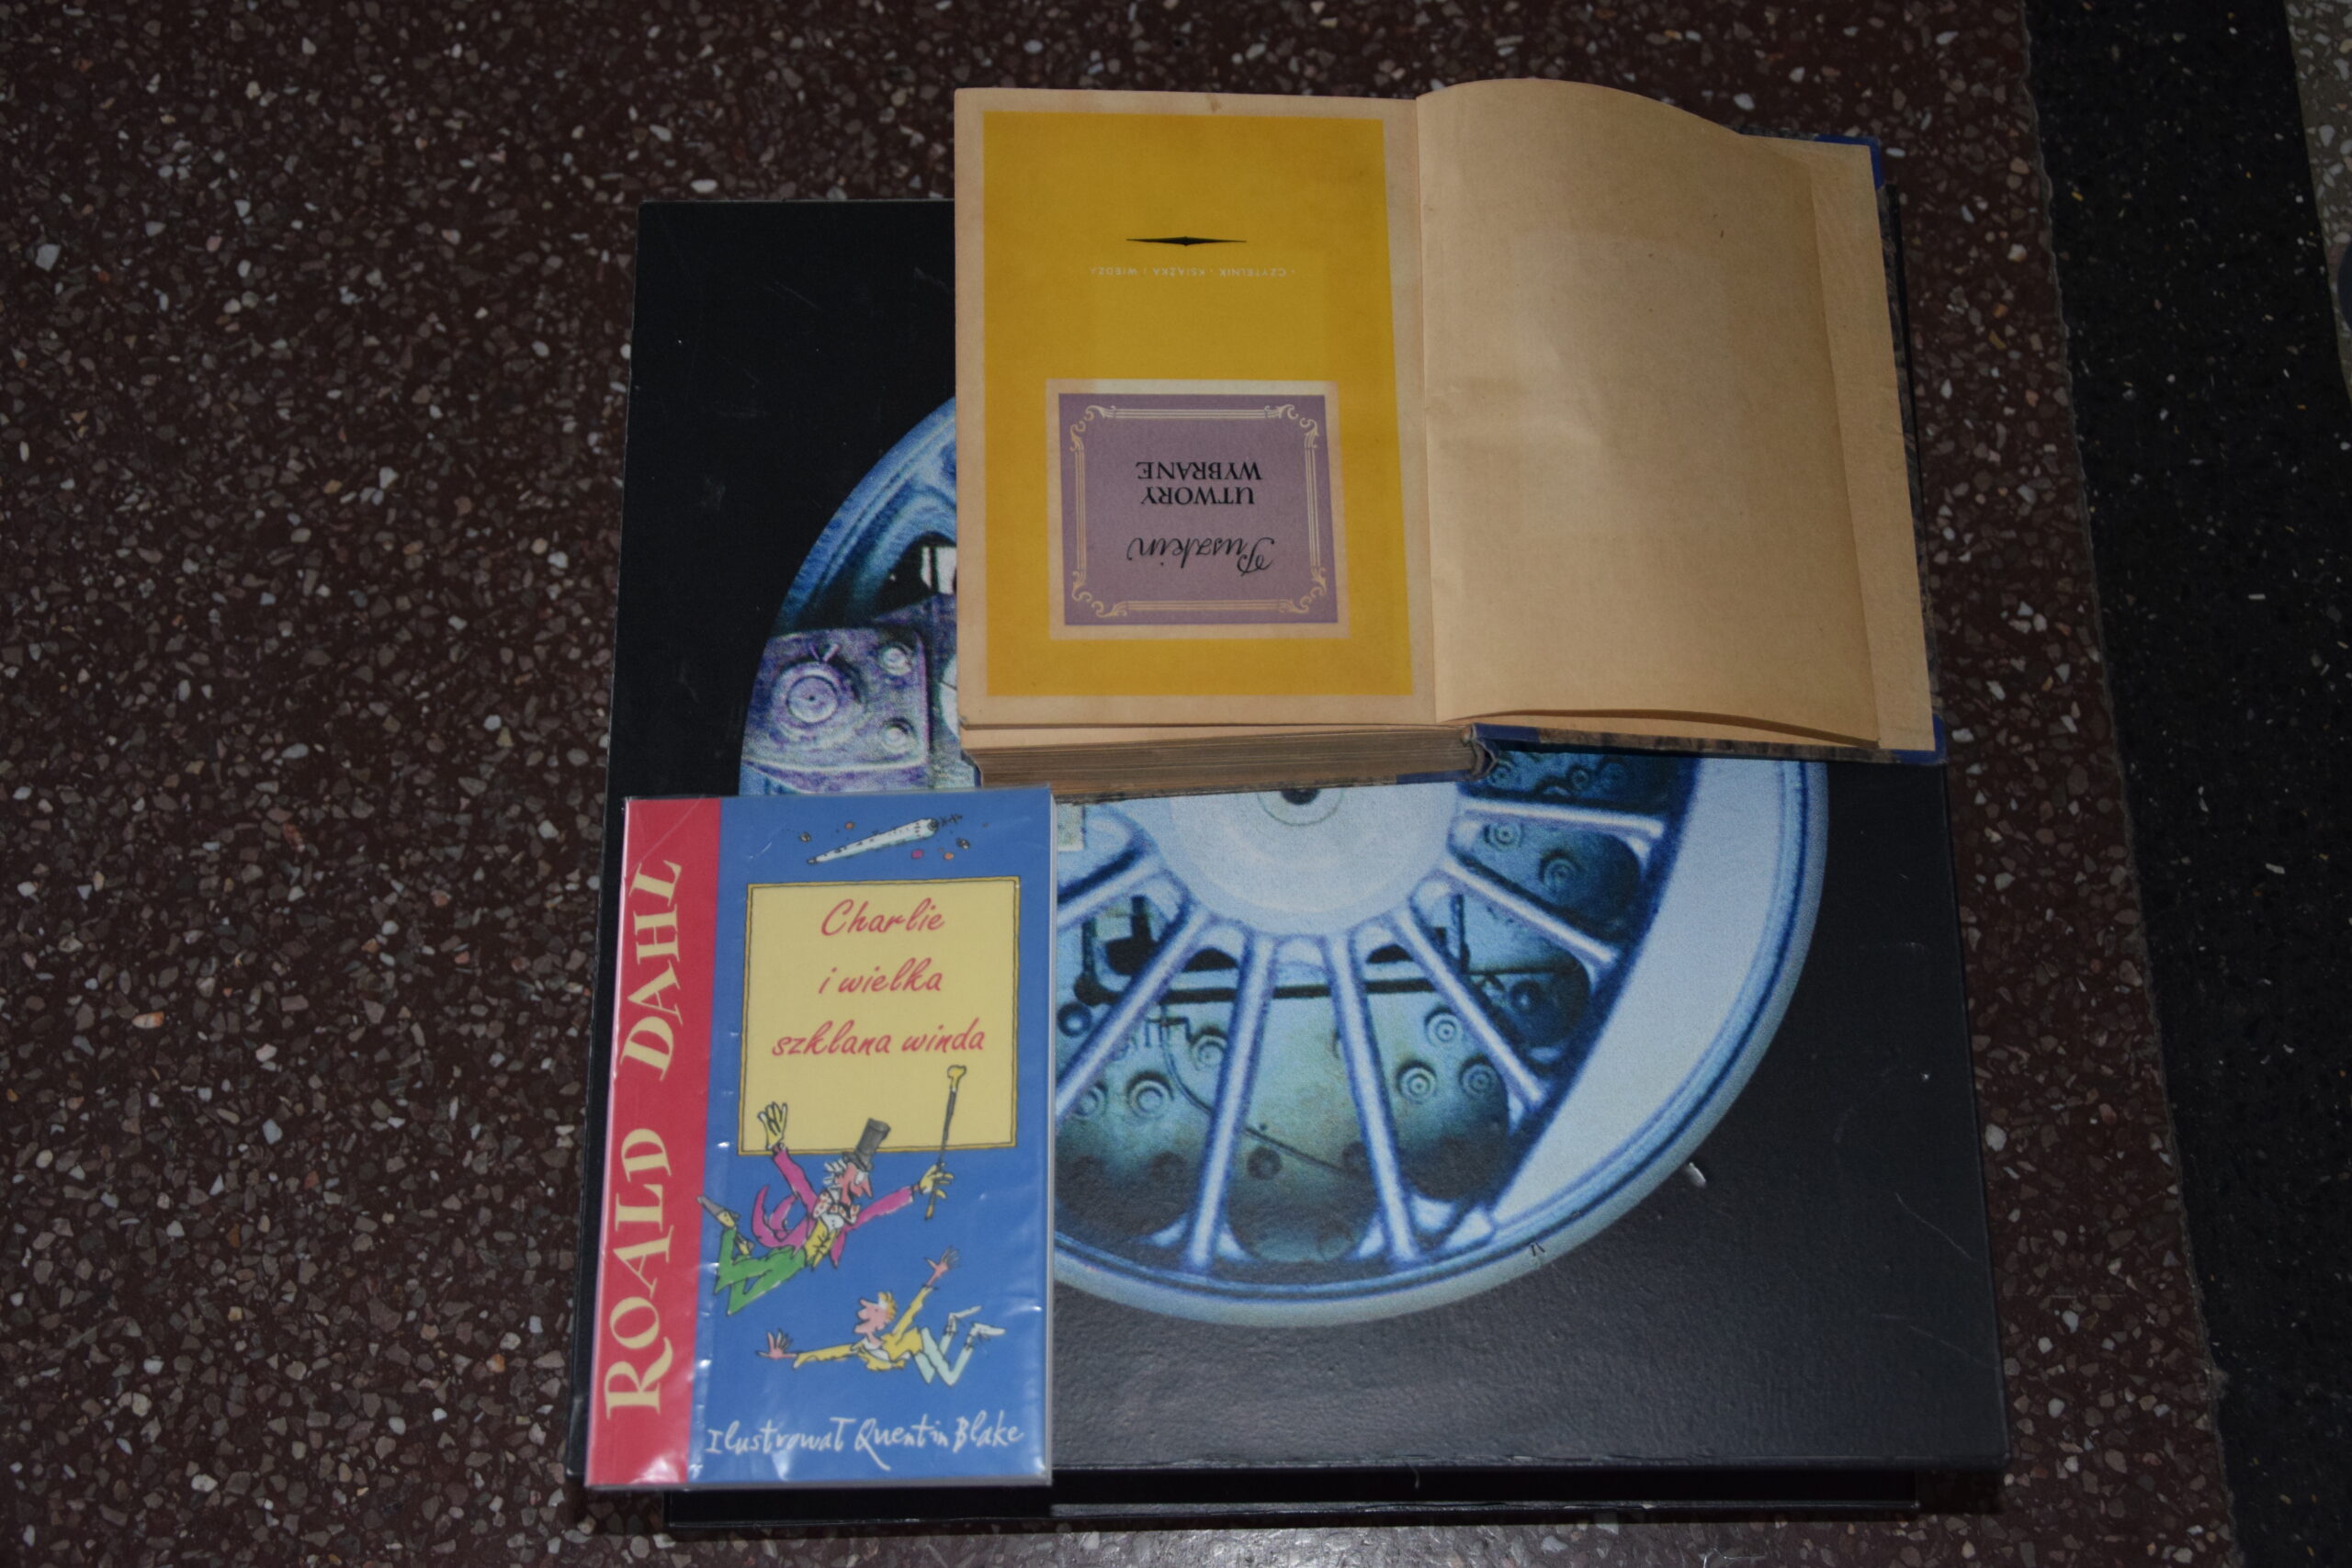 Puszkin
UTWORY
WYBRANE
CZYTELNIK • KSIĄŻKA I WIEDZA
ROALD DAHL
Charlie
i wielka
szklana winda
Ilustrował Quentin Blake